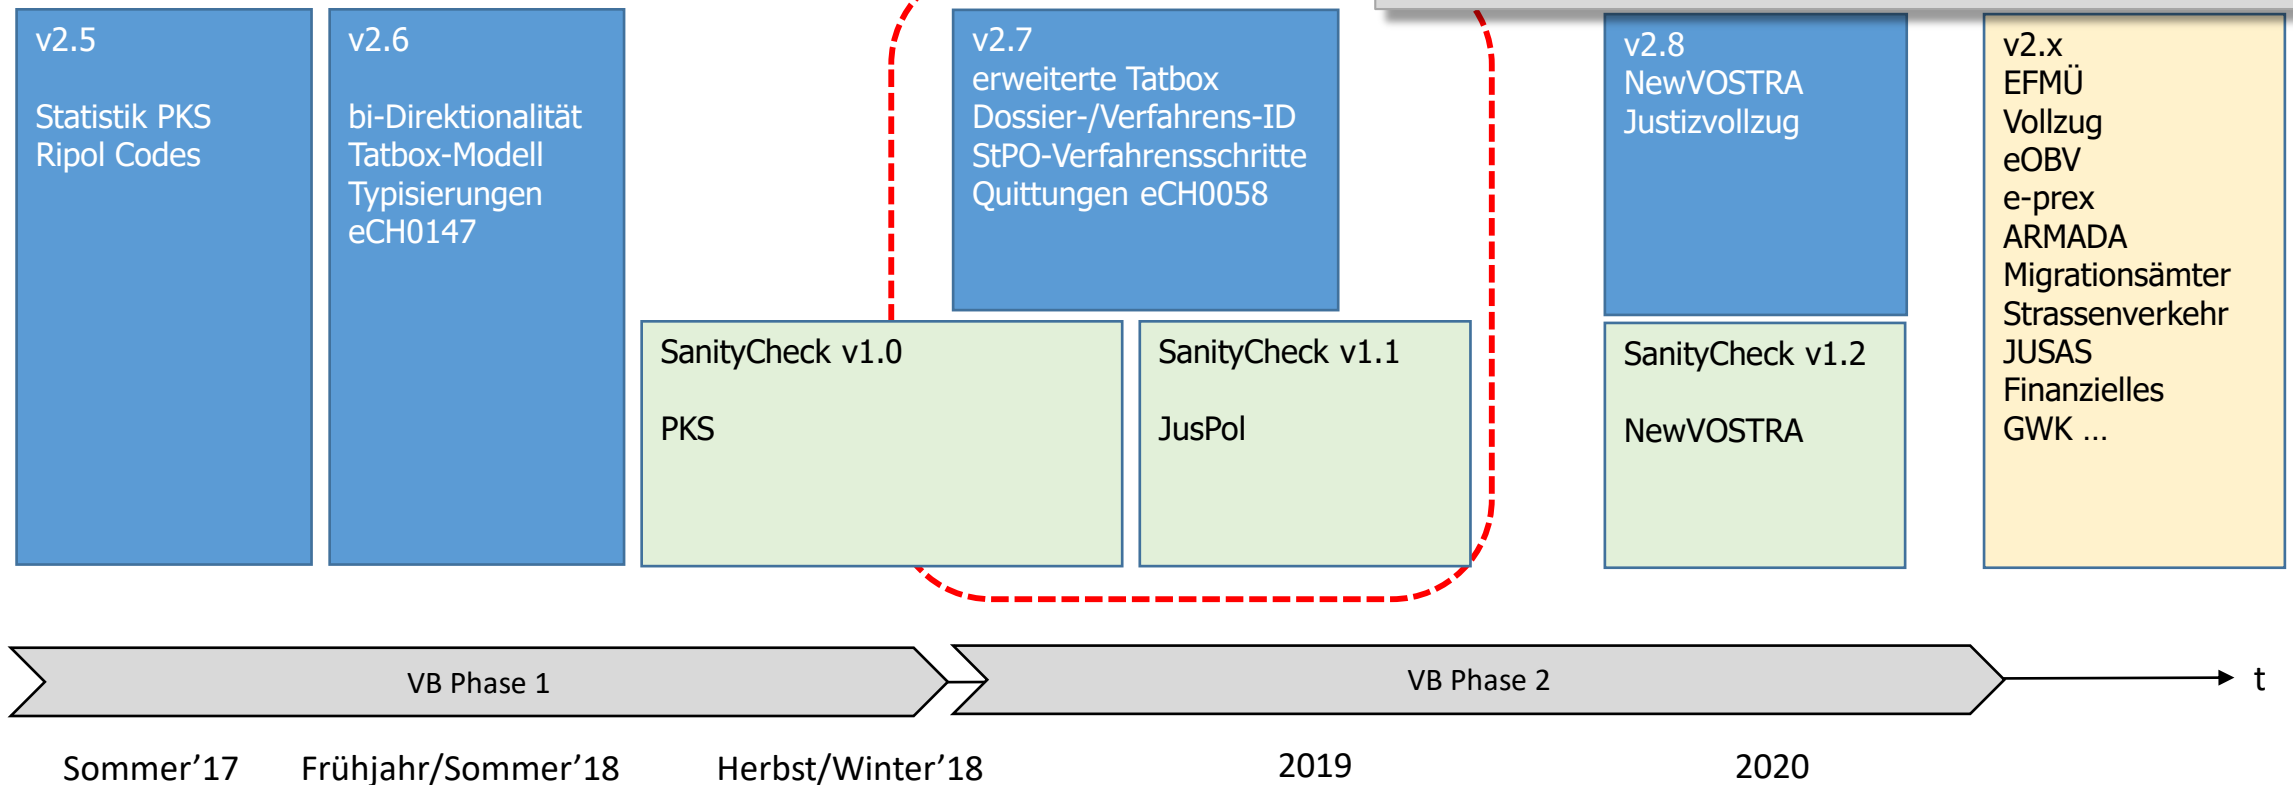 v2.5
Statistik PKS
Ripol Codes
v2.6
bi-Direktionalität
Tatbox-Modell
Typisierungen
eCH0147
v2.7
erweiterte Tatbox
Dossier-/Verfahrens-ID
StPO-Verfahrensschritte
Quittungen eCH0058
v2.8
NewVOSTRA
Justizvollzug
v2.x
EFMÜ
Vollzug
eOBV
e-prex
ARMADA
Migrationsämter
Strassenverkehr
JUSAS
Finanzielles
GWK ...
SanityCheck v1.0
PKS
SanityCheck v1.1
JusPol
SanityCheck v1.2
NewVOSTRA
VB Phase 1
VB Phase 2
t
Sommer’17
Frühjahr/Sommer’18
Herbst/Winter’18
2019
2020